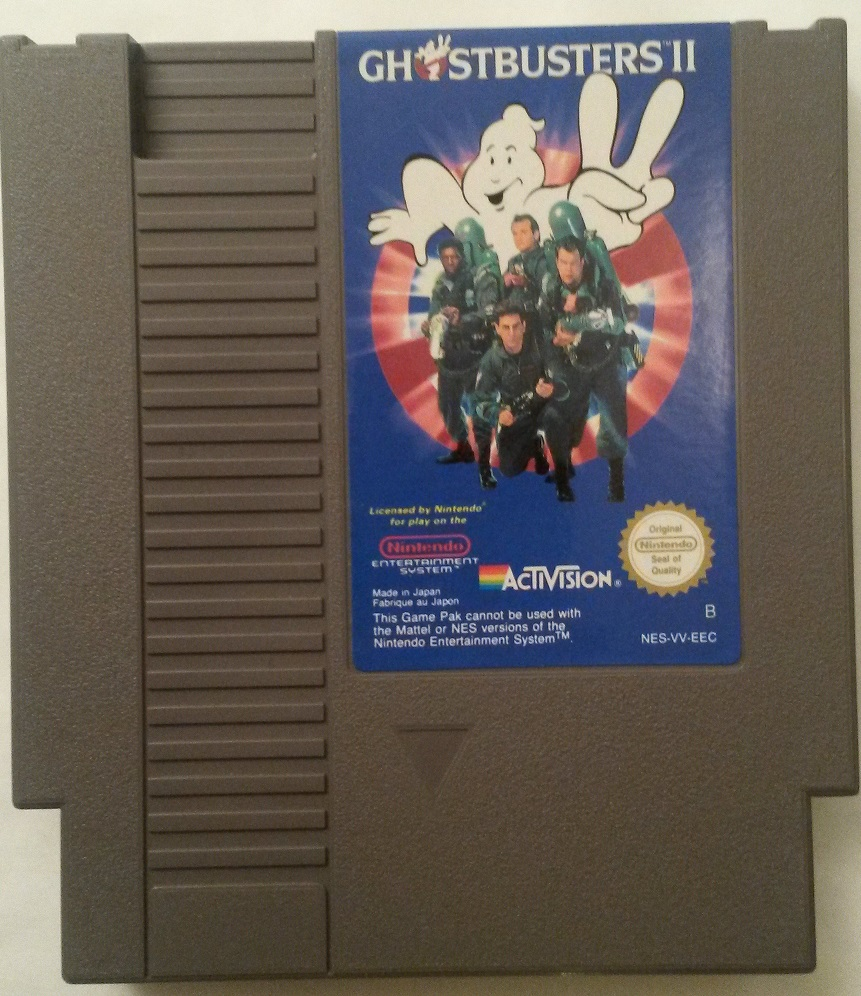 GHOSTBUSTERS™ II
Licensed by Nintendo®
for play on the
Nintendo
ENTERTAINMENT
SYSTEM™
ACTIVISION®
Original
Nintendo
Seal of
Quality
Made in Japan
Fabrique au Japon
This Game Pak cannot be used with
the Mattel or NES versions of the
Nintendo Entertainment System™.
B
NES-VV-EEC